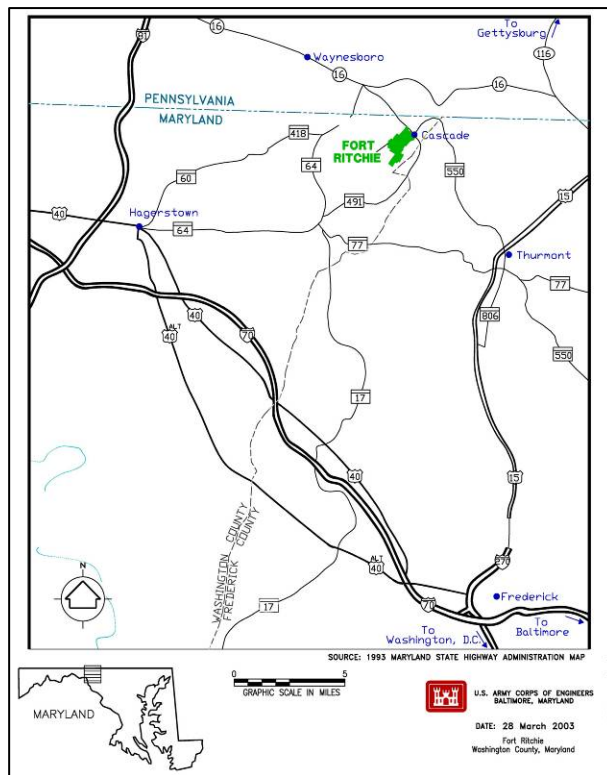 To
Gettysburg
16
81
Waynesboro
116
16
16
PENNSYLVANIA
MARYLAND
418
FORT
RITCHIE
Cascade
64
550
60
40
15
491
Hagerstown
64
77
Thurmont
77
ALT
40
40
70
806
550
17
40
15
WASHINGTON COUNTY
FREDERICK COUNTY
N
ALT
40
270
17
70
Frederick
To
Baltimore
To
Washington, D.C.
SOURCE: 1993 MARYLAND STATE HIGHWAY ADMINISTRATION MAP
0 5
GRAPHIC SCALE IN MILES
MARYLAND
U.S. ARMY CORPS OF ENGINEERS
BALTIMORE, MARYLAND
DATE: 28 March 2003
Fort Ritchie
Washington County, Maryland